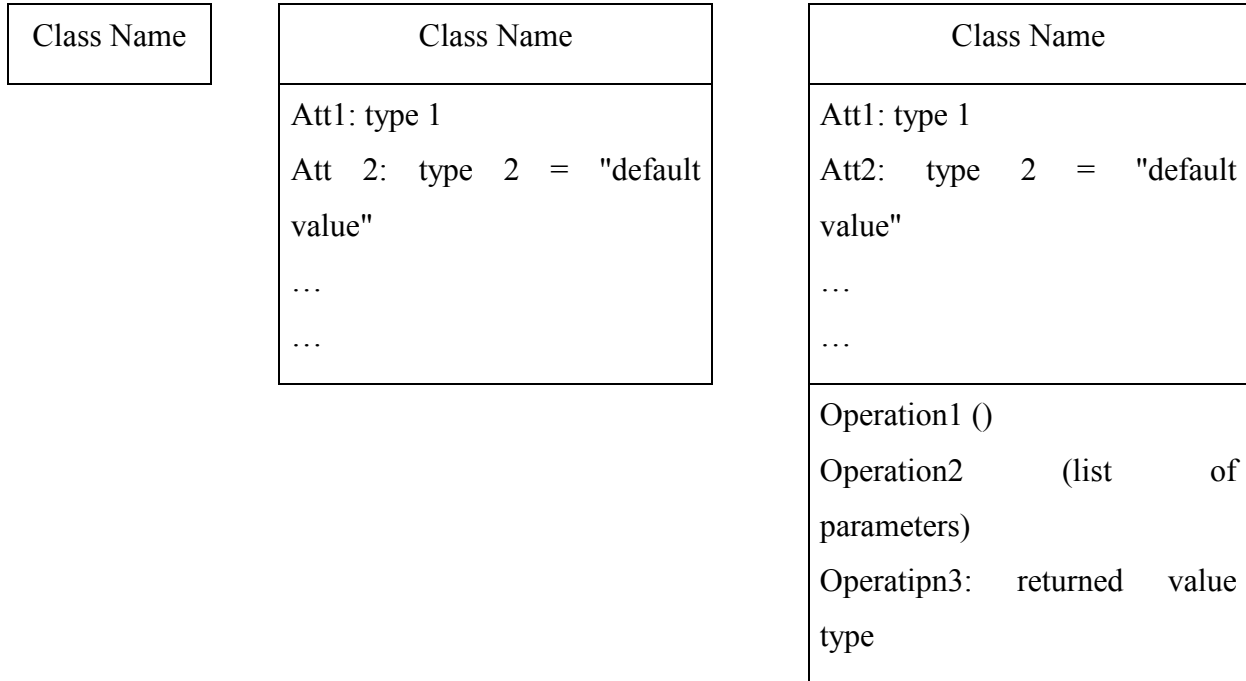 Class Name
Class Name
Att1: type 1
Att 2: type 2 = "default
value"
…
…
Class Name
Att1: type 1
Att2: type 2 = "default
value"
…
…
Operation1 ()
Operation2 (list of
parameters)
Operatipn3: returned value
type